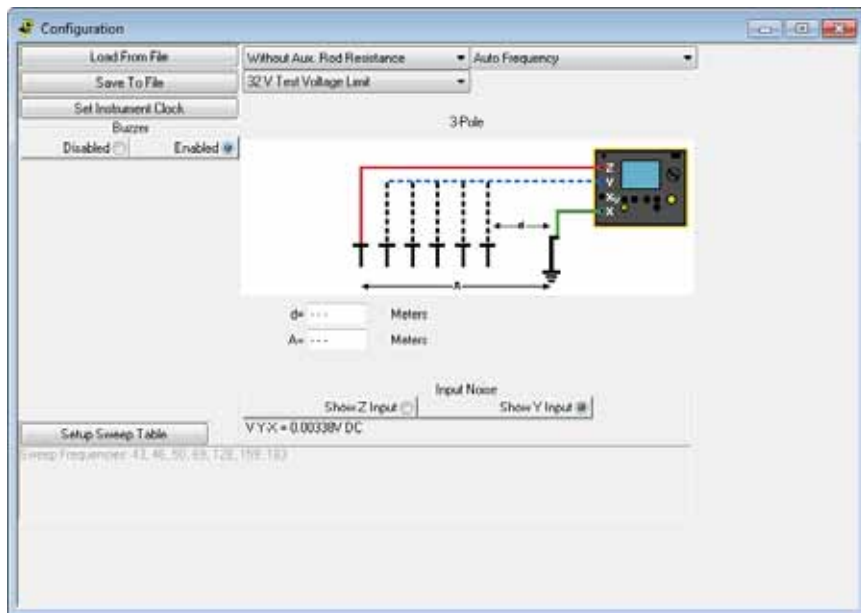 Configuration
Load From File
Without Aux. Rod Resistance
Auto Frequency
Save To File
32 V Test Voltage Limit
Set Instrument Clock
Buzzer
Disabled
Enabled
3-Pole
Z
Y
Xv
X
d
A
d= ---
Meters
A= ---
Meters
Input Noise
Show Z Input
Show Y Input
Setup Sweep Table
V Y-X = 0.00338V DC
Sweep Frequencies: 43, 46, 50, 69, 128, 159, 183